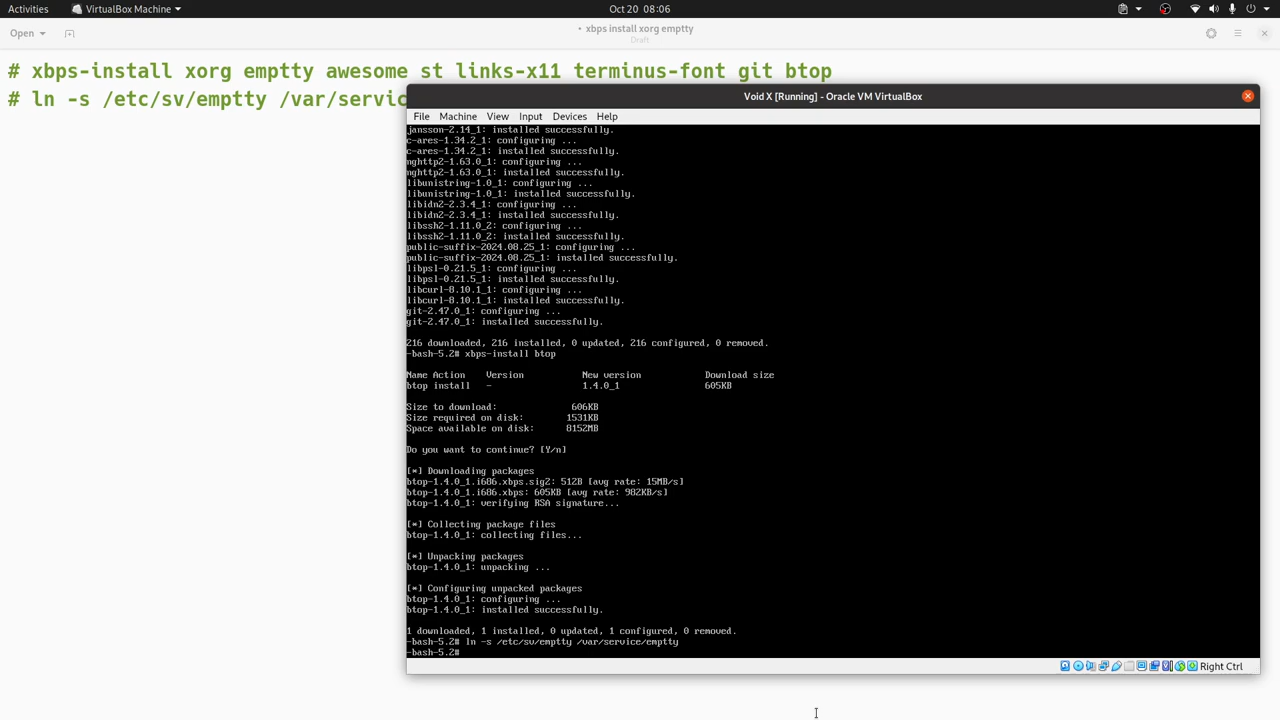 Activities
VirtualBox Machine
Oct 20 08:06
Open
• xbps install xorg emptty
Draft
# xbps-install xorg emptty awesome st links-x11 terminus-font git btop
# ln -s /etc/sv/emptty /var/servic
Void X [Running] - Oracle VM VirtualBox
File Machine View Input Devices Help
jansson-2.14_1: installed successfully.
c-ares-1.34.2_1: configuring ...
c-ares-1.34.2_1: installed successfully.
nghttp2-1.63.0_1: configuring ...
nghttp2-1.63.0_1: installed successfully.
libunistring-1.0_1: configuring ...
libunistring-1.0_1: installed successfully.
libidn2-2.3.4_1: configuring ...
libidn2-2.3.4_1: installed successfully.
libssh2-1.11.0_2: configuring ...
libssh2-1.11.0_2: installed successfully.
public-suffix-2024.08.25_1: configuring ...
public-suffix-2024.08.25_1: installed successfully.
libpsl-0.21.5_1: configuring ...
libpsl-0.21.5_1: installed successfully.
libcurl-8.10.1_1: configuring ...
libcurl-8.10.1_1: installed successfully.
git-2.47.0_1: configuring ...
git-2.47.0_1: installed successfully.
216 downloaded, 216 installed, 0 updated, 216 configured, 0 removed.
-bash-5.2# xbps-install btop
Name Action Version New version Download size
btop install - 1.4.0_1 605KB
Size to download: 606KB
Size required on disk: 1531KB
Space available on disk: 8152MB
Do you want to continue? [Y/n]
[*] Downloading packages
btop-1.4.0_1.i686.xbps.sig2: 512B [avg rate: 15MB/s]
btop-1.4.0_1.i686.xbps: 605KB [avg rate: 982KB/s]
btop-1.4.0_1: verifying RSA signature...
[*] Collecting package files
btop-1.4.0_1: collecting files...
[*] Unpacking packages
btop-1.4.0_1: unpacking ...
[*] Configuring unpacked packages
btop-1.4.0_1: configuring ...
btop-1.4.0_1: installed successfully.
1 downloaded, 1 installed, 0 updated, 1 configured, 0 removed.
-bash-5.2# ln -s /etc/sv/emptty /var/service/emptty
-bash-5.2#
Right Ctrl